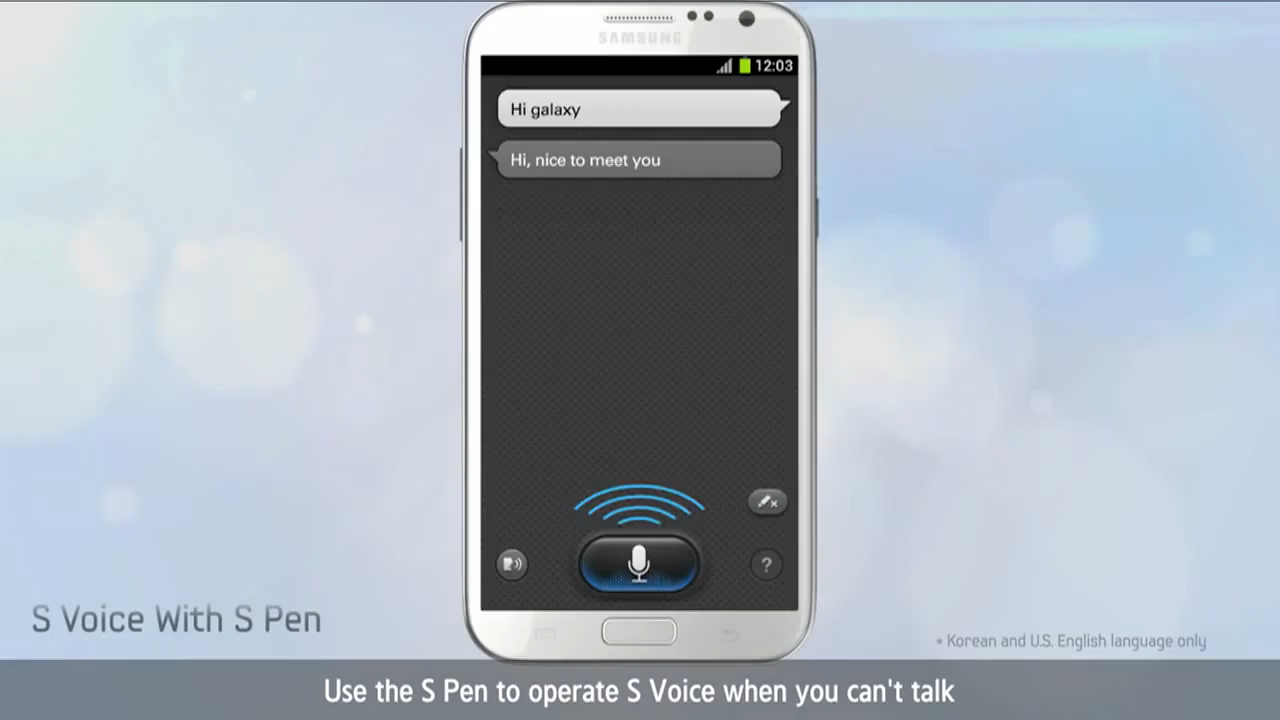 SAMSUNG
12:03
Hi galaxy
Hi, nice to meet you
?
S Voice With S Pen
* Korean and U.S. English language only
Use the S Pen to operate S Voice when you can't talk